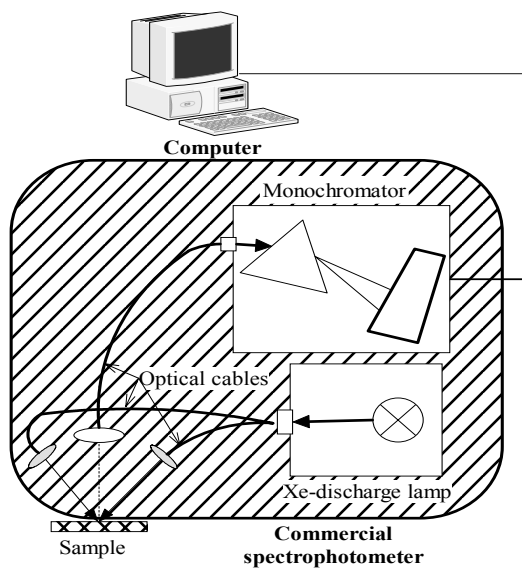 Computer
Monochromator
Optical cables
Xe-discharge lamp
Sample
Commercial
spectrophotometer